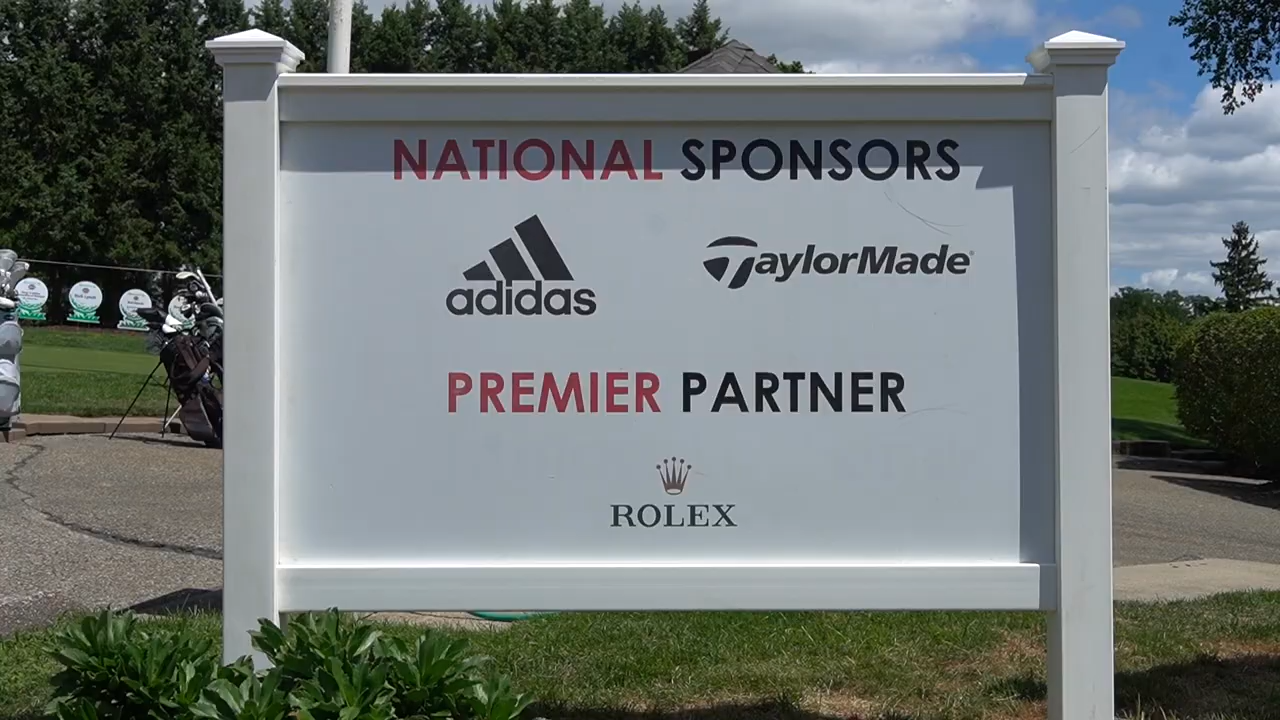 NATIONAL SPONSORS
adidas
TaylorMade
PREMIER PARTNER
ROLEX